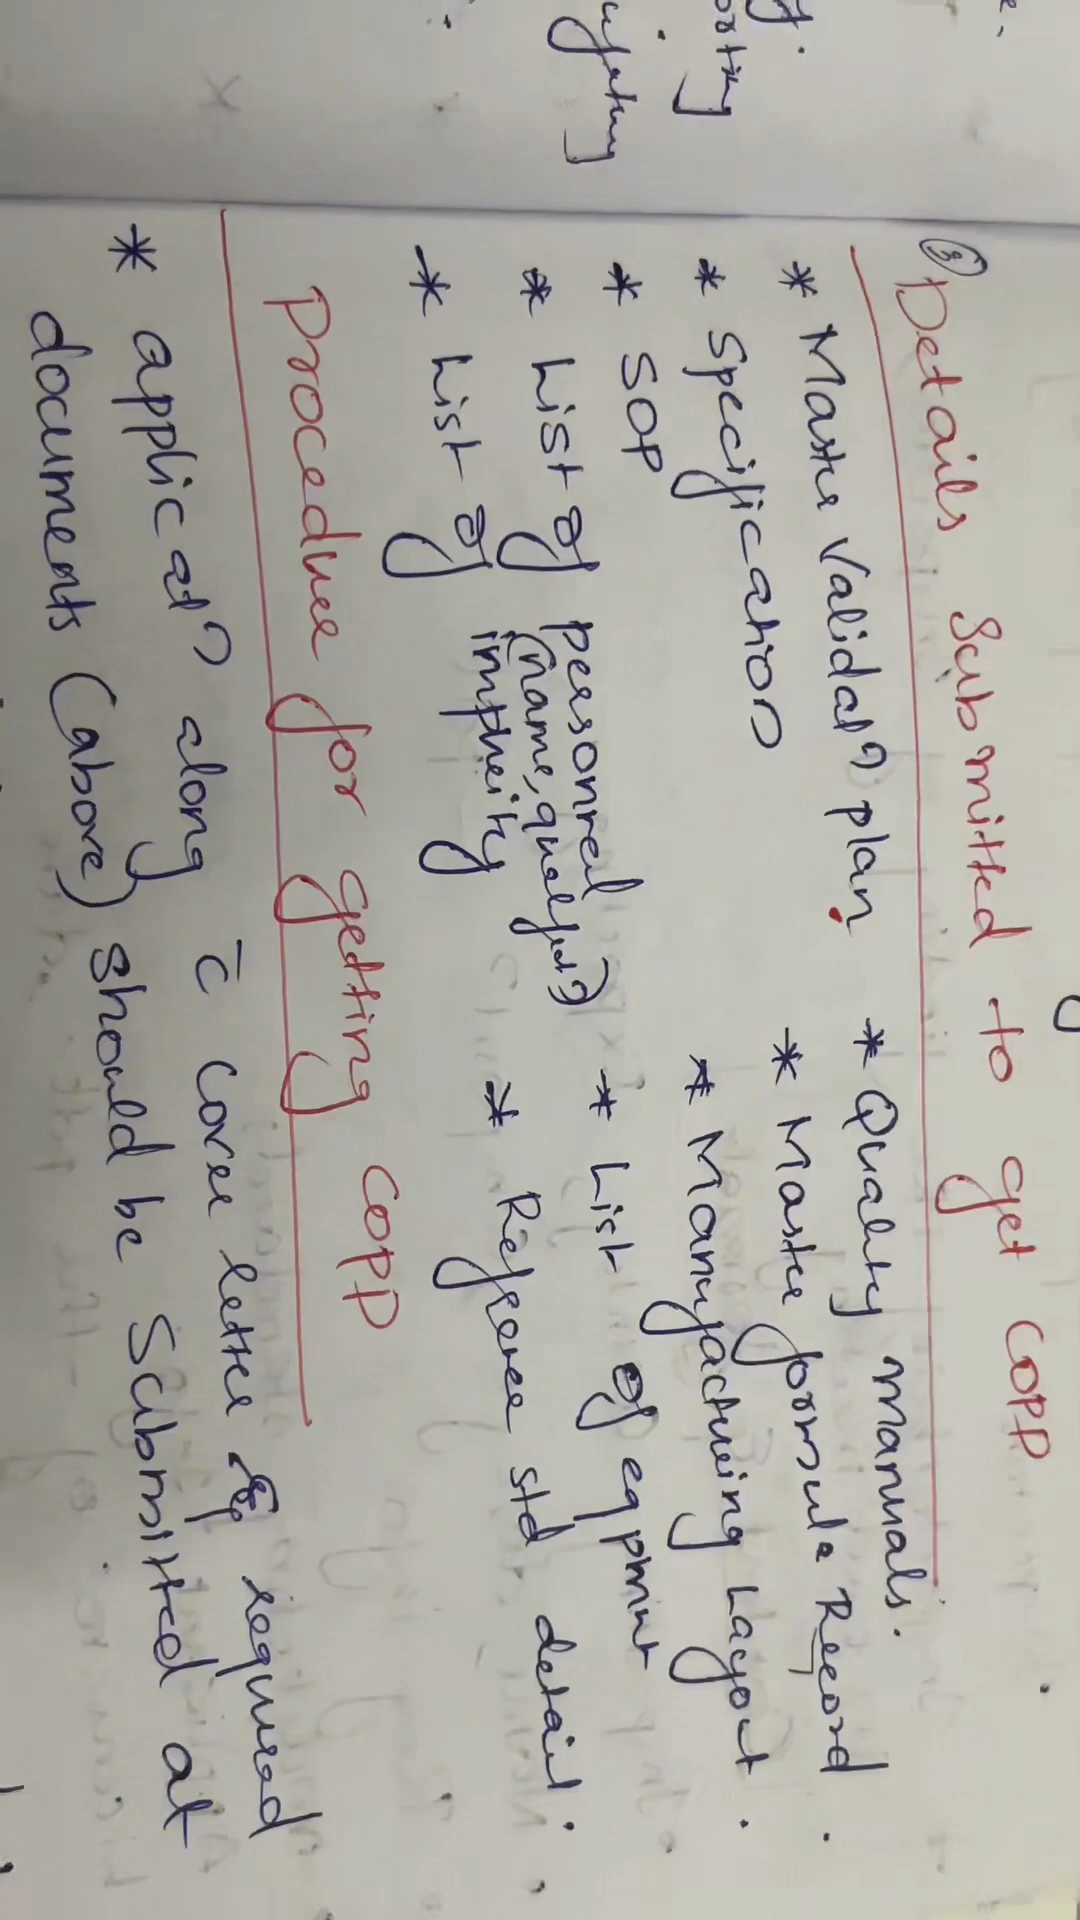 ③ Details Submitted to get COPP
* Master Validatⁿ plan * Quality manuals.
* Specification * Master formula Record.
* SOP * Manufacturing Layout.
* List of personnel * List of eqpmnt
* List of impurity * Reference std detail.
Procedure for getting COPP
* applicatⁿ along c̄ cover letter & required
documents (above) should be submitted at